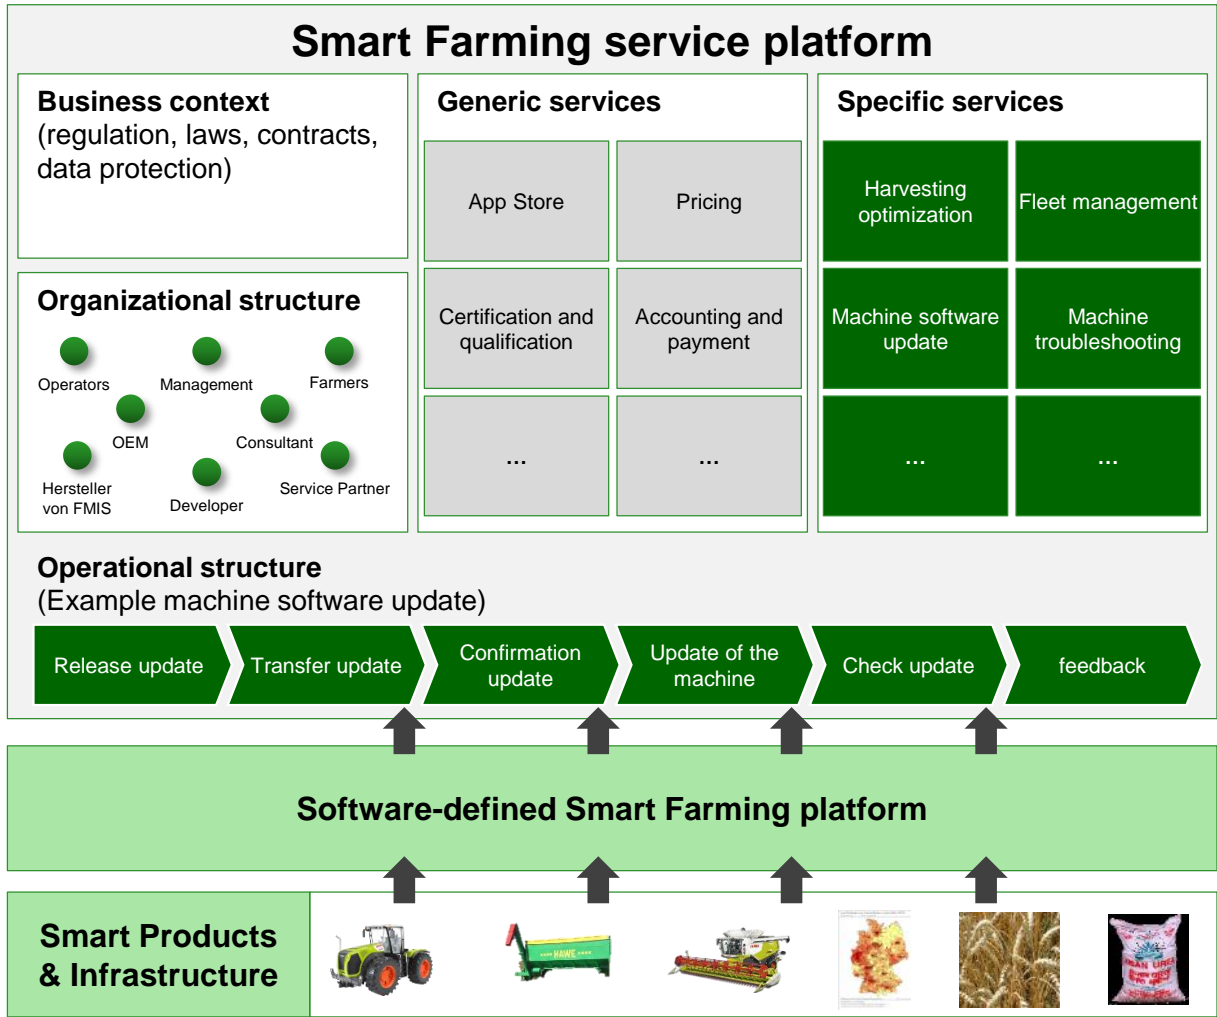 Smart Farming service platform
Business context
(regulation, laws, contracts,
data protection)
Organizational structure
Operators
Management
Farmers
OEM
Consultant
Hersteller
von FMIS
Developer
Service Partner
Generic services
App Store
Pricing
Certification and
qualification
Accounting and
payment
...
...
Specific services
Harvesting
optimization
Fleet management
Machine software
update
Machine
troubleshooting
...
...
Operational structure
(Example machine software update)
Release update
Transfer update
Confirmation
update
Update of the
machine
Check update
feedback
Software-defined Smart Farming platform
Smart Products
& Infrastructure
HAWE